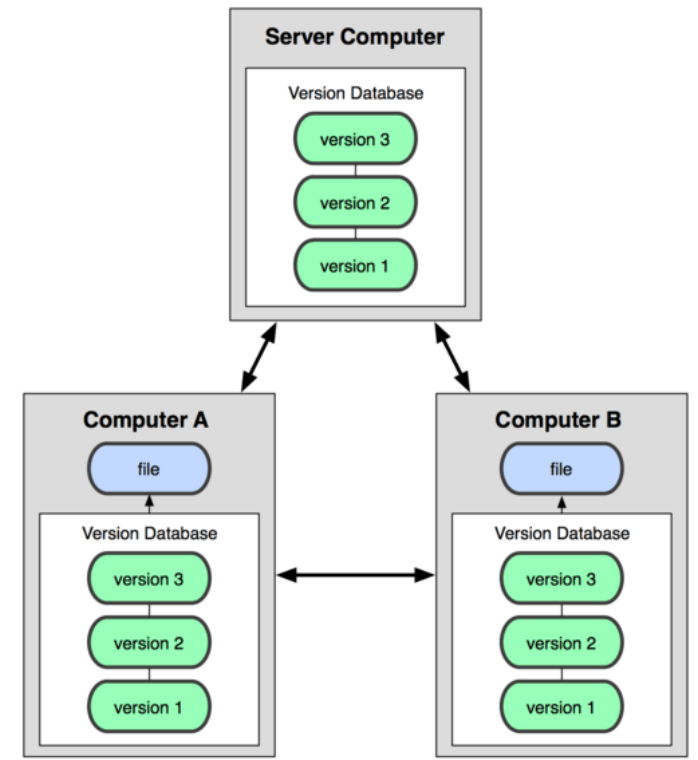 Server Computer
Version Database
version 3
version 2
version 1
Computer A
file
Version Database
version 3
version 2
version 1
Computer B
file
Version Database
version 3
version 2
version 1